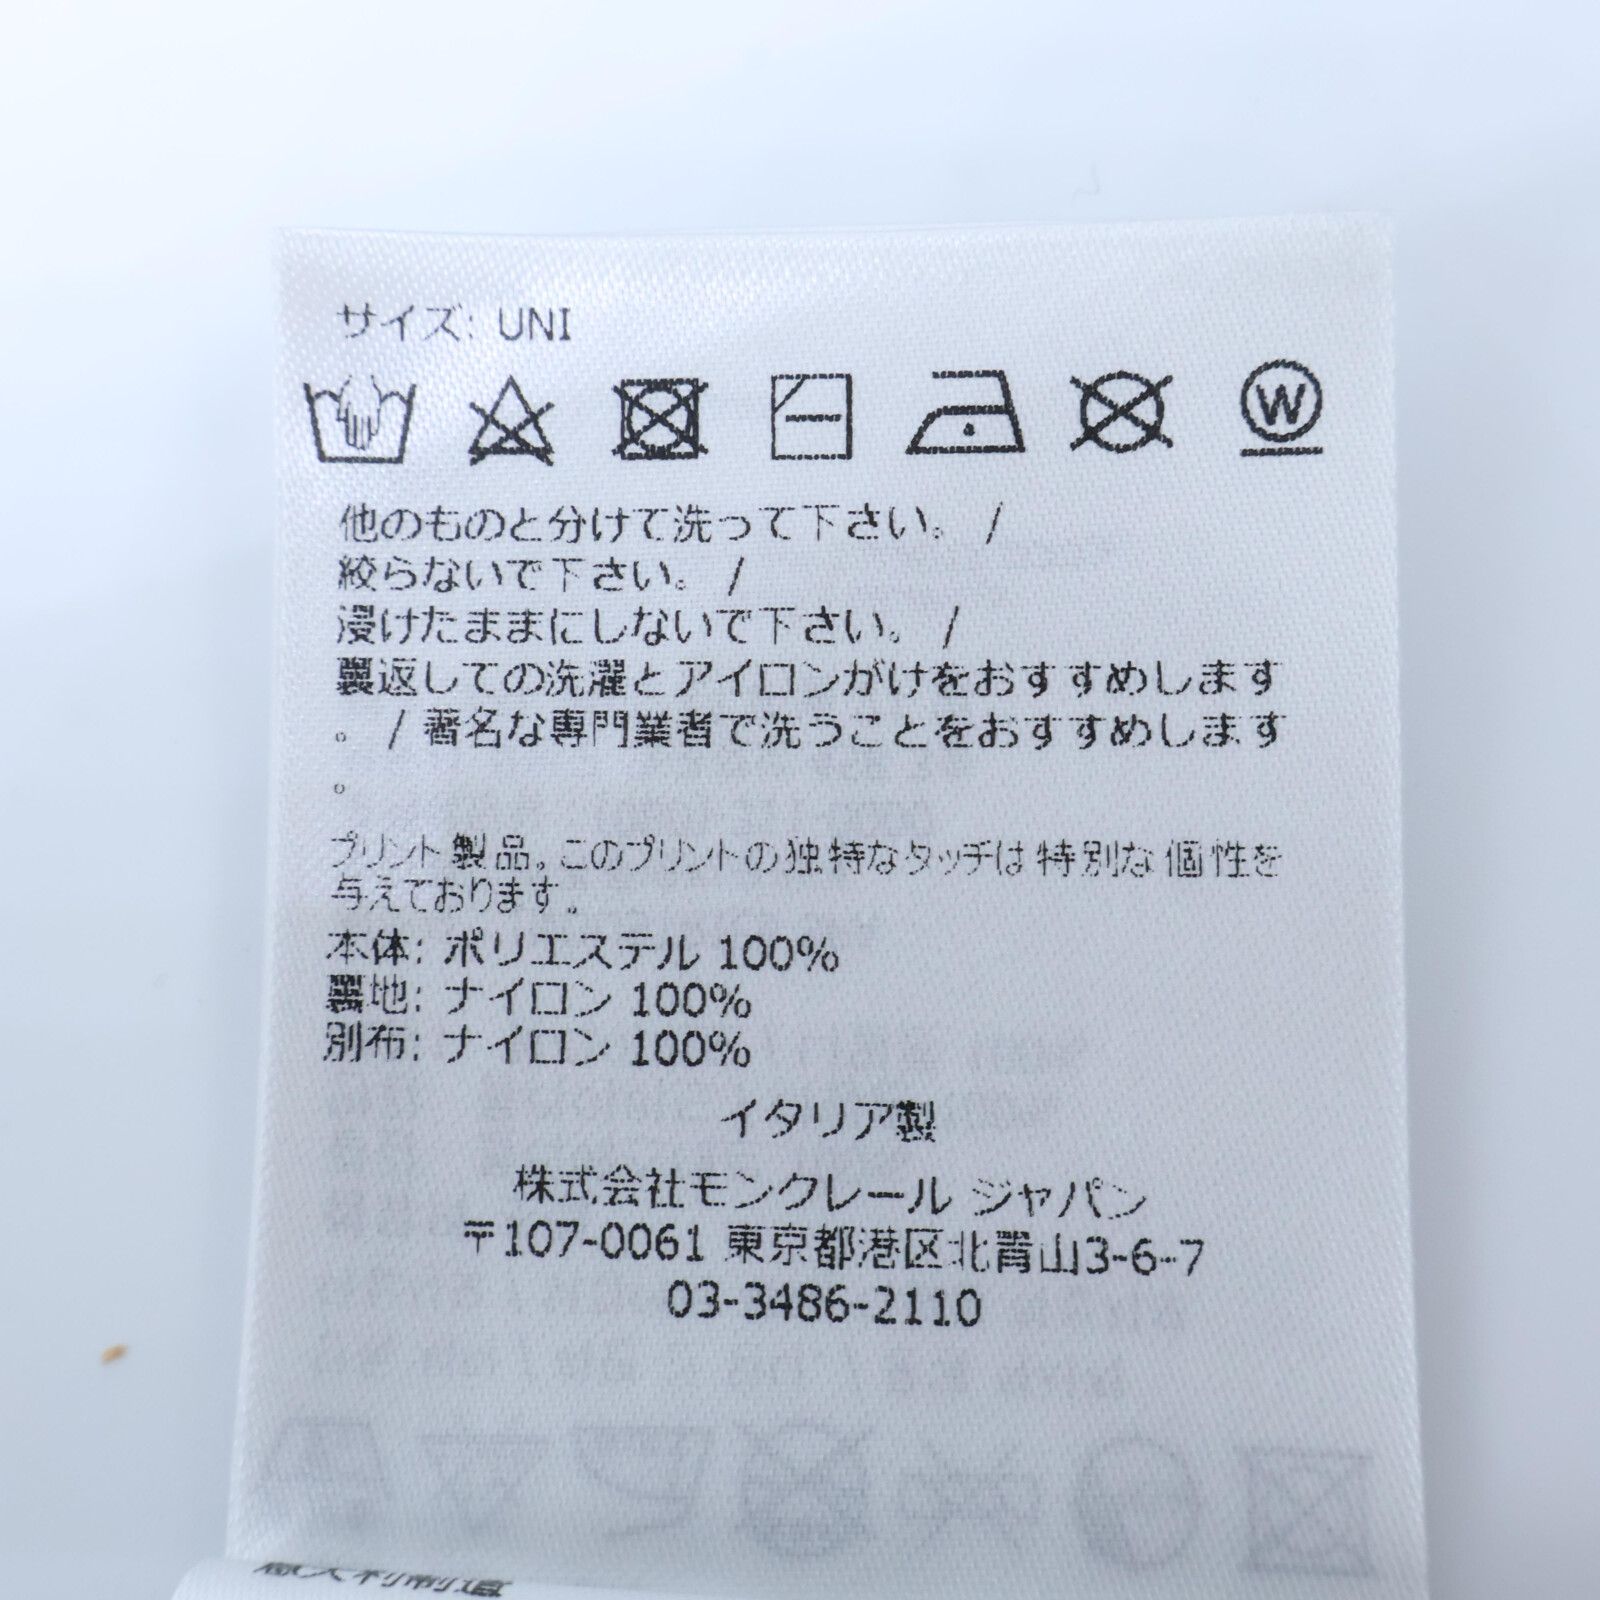 サイズ: UNI
W
他のものと分けて洗って下さい。 /
絞らないで下さい。 /
浸けたままにしないで下さい。 /
裏返しての洗濯とアイロンがけをおすすめします
。 / 著名な専門業者で洗うことをおすすめします
。
プリント製品。このプリントの独特なタッチは特別な個性を
与えております。
本体: ポリエステル 100%
裏地: ナイロン 100%
別布: ナイロン 100%
イタリア製
株式会社モンクレール ジャパン
〒107-0061 東京都港区北青山3-6-7
03-3486-2110
意大利制造